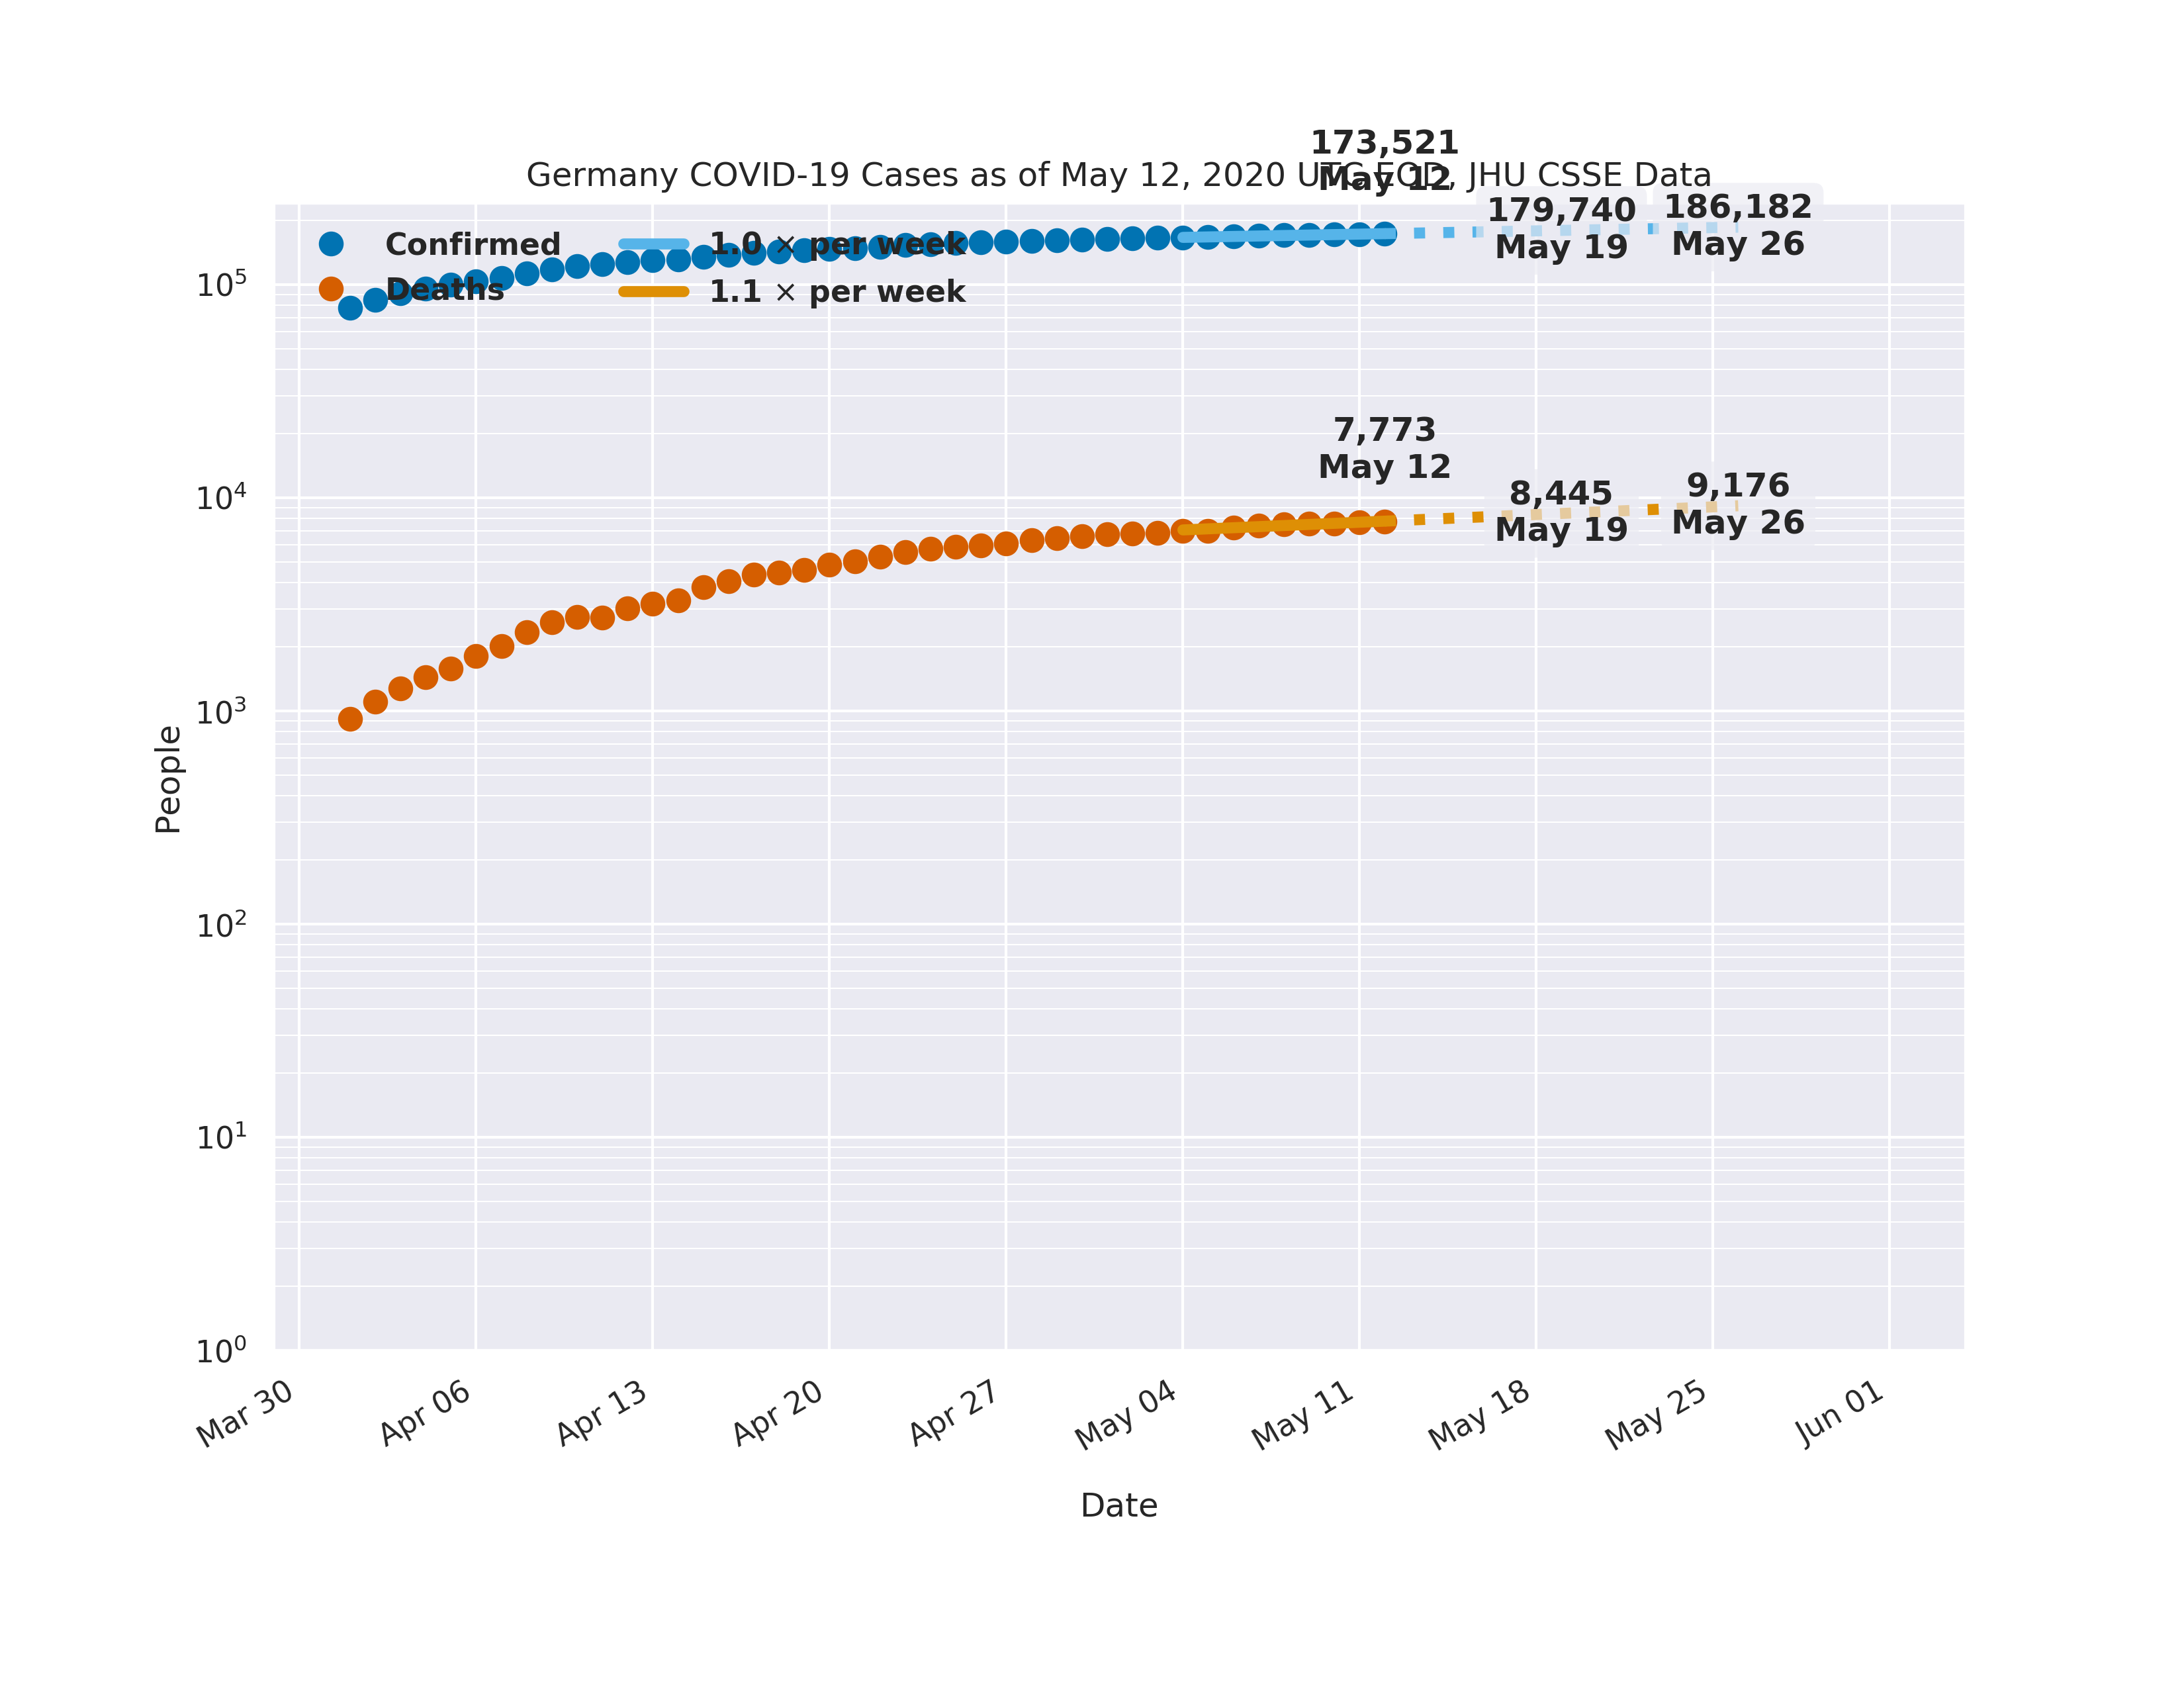 173,521
May 12
Germany COVID-19 Cases as of May 12, 2020 UTC EOD, JHU CSSE Data
179,740
May 19
186,182
May 26
Confirmed
Deaths
1.0 × per week
1.1 × per week
7,773
May 12
8,445
May 19
9,176
May 26
10⁵
10⁴
10³
10²
10¹
10⁰
People
Mar 30
Apr 06
Apr 13
Apr 20
Apr 27
May 04
May 11
May 18
May 25
Jun 01
Date